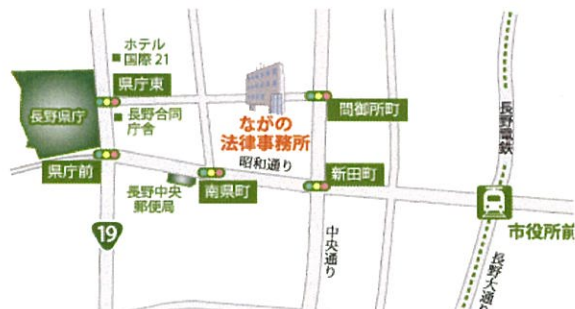 ホテル
国際21
県庁東
長野県庁
長野合同
庁舎
ながの
法律事務所
問御所町
長野電鉄
昭和通り
県庁前
長野中央
郵便局
南県町
新田町
19
中央通り
市役所前
長野大通り